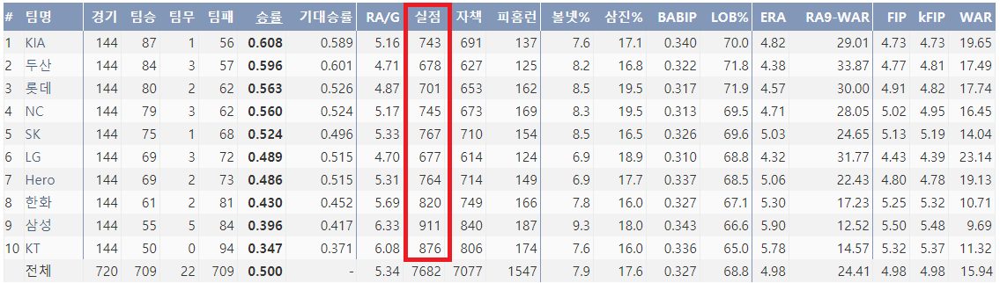 # 팀명 경기 팀승 팀무 팀패 승률 기대승률 RA/G 실점 자책 피홈런 볼넷% 삼진% BABIP LOB% ERA RA9-WAR FIP kFIP WAR
1 KIA 144 87 1 56 0.608 0.589 5.16 743 691 137 7.6 17.1 0.340 70.0 4.82 29.01 4.73 4.73 19.65
2 두산 144 84 3 57 0.596 0.601 4.71 678 627 125 8.2 16.8 0.322 71.8 4.38 33.87 4.77 4.81 17.49
3 롯데 144 80 2 62 0.563 0.526 4.87 701 653 162 8.5 19.5 0.317 71.9 4.57 30.00 4.91 4.82 17.74
4 NC 144 79 3 62 0.560 0.524 5.17 745 673 169 8.3 19.5 0.313 69.5 4.71 28.05 5.02 4.95 16.45
5 SK 144 75 1 68 0.524 0.496 5.33 767 710 154 8.5 16.5 0.326 69.6 5.03 24.65 5.13 5.19 14.04
6 LG 144 69 3 72 0.489 0.515 4.70 677 614 124 6.9 18.9 0.310 68.8 4.32 31.77 4.43 4.39 23.14
7 Hero 144 69 2 73 0.486 0.515 5.31 764 714 149 6.9 17.7 0.337 68.5 5.06 22.43 4.80 4.78 19.13
8 한화 144 61 2 81 0.430 0.452 5.69 820 749 166 7.8 16.0 0.327 67.1 5.30 17.23 5.25 5.32 10.71
9 삼성 144 55 5 84 0.396 0.417 6.33 911 840 187 9.3 18.0 0.343 66.6 5.90 12.52 5.50 5.48 9.69
10 KT 144 50 0 94 0.347 0.371 6.08 876 806 174 7.4 16.0 0.336 65.0 5.78 14.57 5.32 5.37 11.32
전체 720 709 22 709 0.500 - 5.34 7682 7077 1547 7.9 17.6 0.327 68.8 4.98 24.41 4.98 4.98 15.94